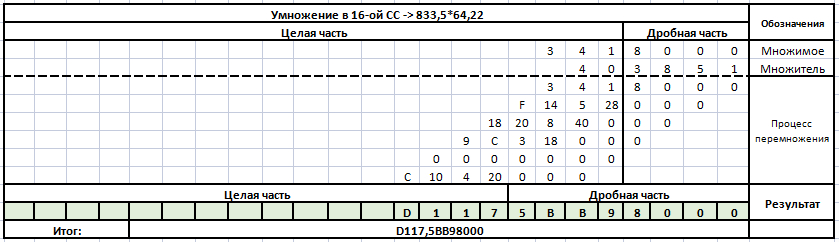 Умножение в 16-ой СС -> 833,5*64,22 Обозначения
Целая часть Дробная часть
3 4 1 8 0 0 0 Множимое
4 0 3 8 5 1 Множитель
3 4 1 8 0 0 0 Процесс перемножения
F 14 5 28 0 0 0
18 20 8 40 0 0 0
9 C 3 18 0 0 0
0 0 0 0 0 0 0
C 10 4 20 0 0 0
Целая часть Дробная часть Результат
D 1 1 7 5 B B 9 8 0 0 0
Итог: D117,5BB98000